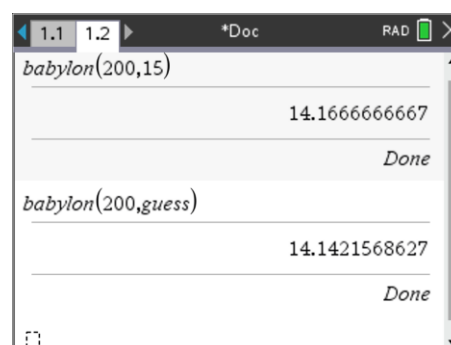 1.1 1.2 *Doc RAD
babylon(200,15)
14.1666666667
Done
babylon(200,guess)
14.1421568627
Done